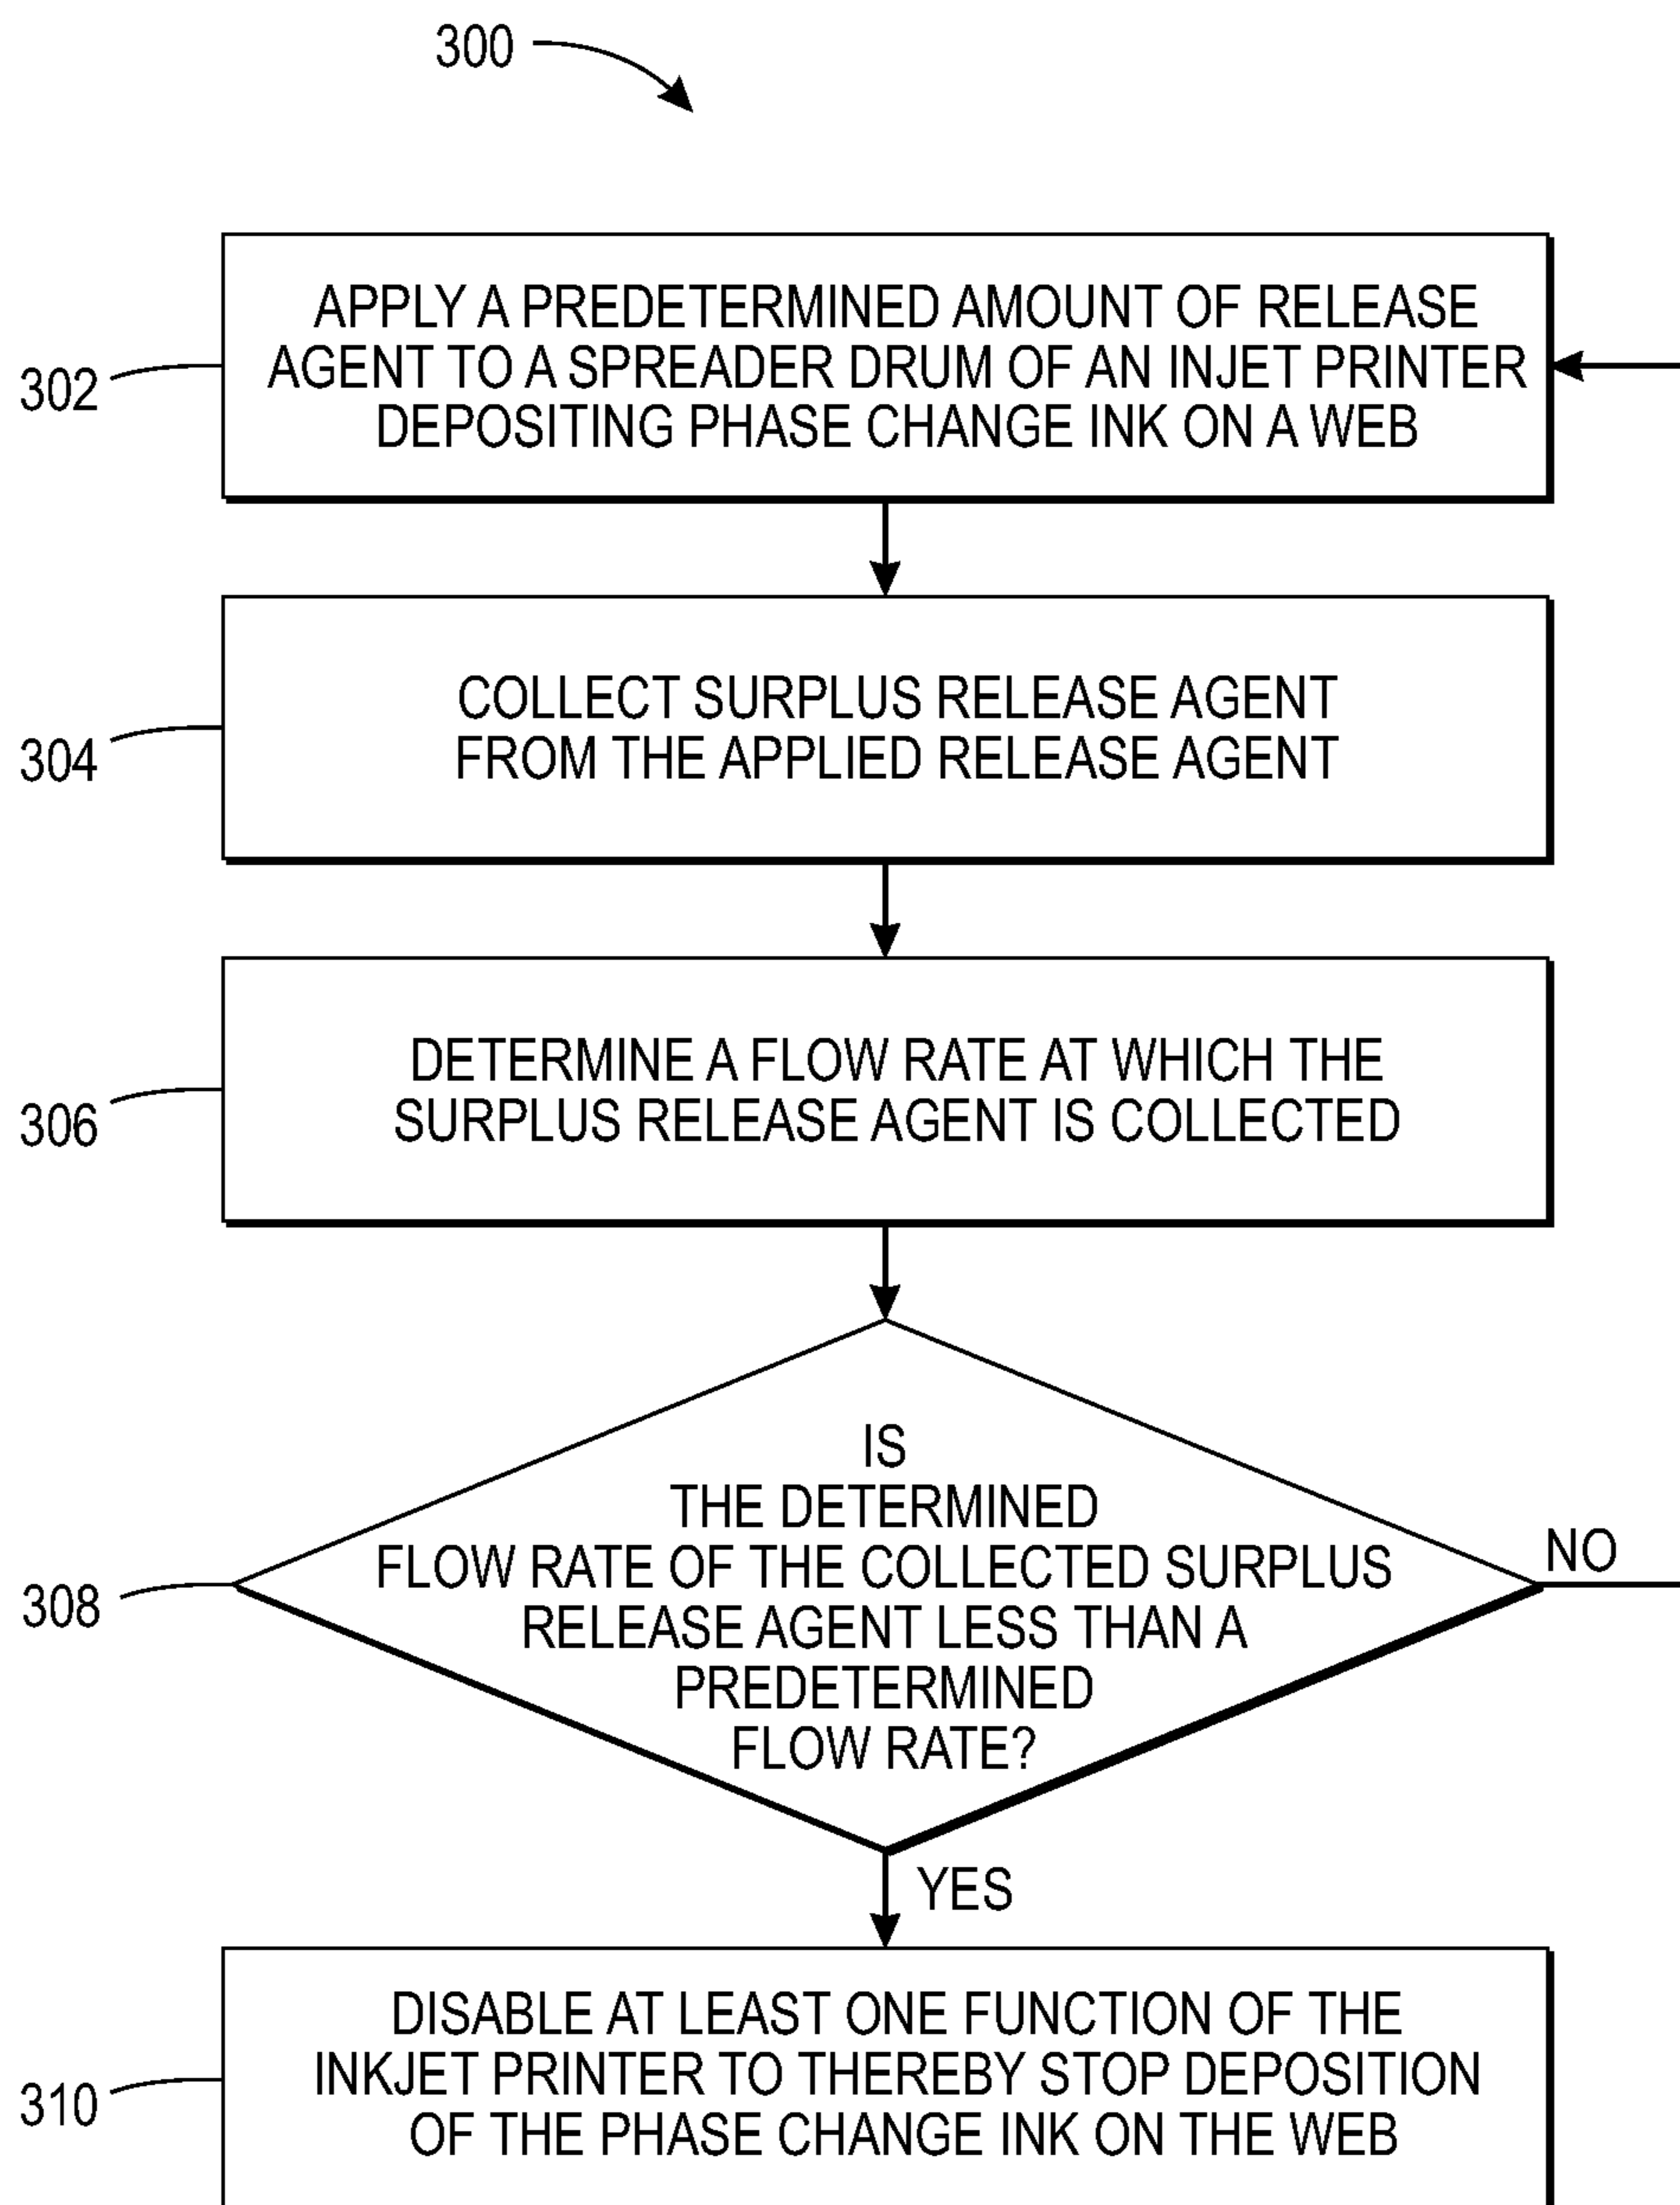 300
302
APPLY A PREDETERMINED AMOUNT OF RELEASE
AGENT TO A SPREADER DRUM OF AN INJET PRINTER
DEPOSITING PHASE CHANGE INK ON A WEB
304
COLLECT SURPLUS RELEASE AGENT
FROM THE APPLIED RELEASE AGENT
306
DETERMINE A FLOW RATE AT WHICH THE
SURPLUS RELEASE AGENT IS COLLECTED
308
IS
THE DETERMINED
FLOW RATE OF THE COLLECTED SURPLUS
RELEASE AGENT LESS THAN A
PREDETERMINED
FLOW RATE?
NO
YES
310
DISABLE AT LEAST ONE FUNCTION OF THE
INKJET PRINTER TO THEREBY STOP DEPOSITION
OF THE PHASE CHANGE INK ON THE WEB